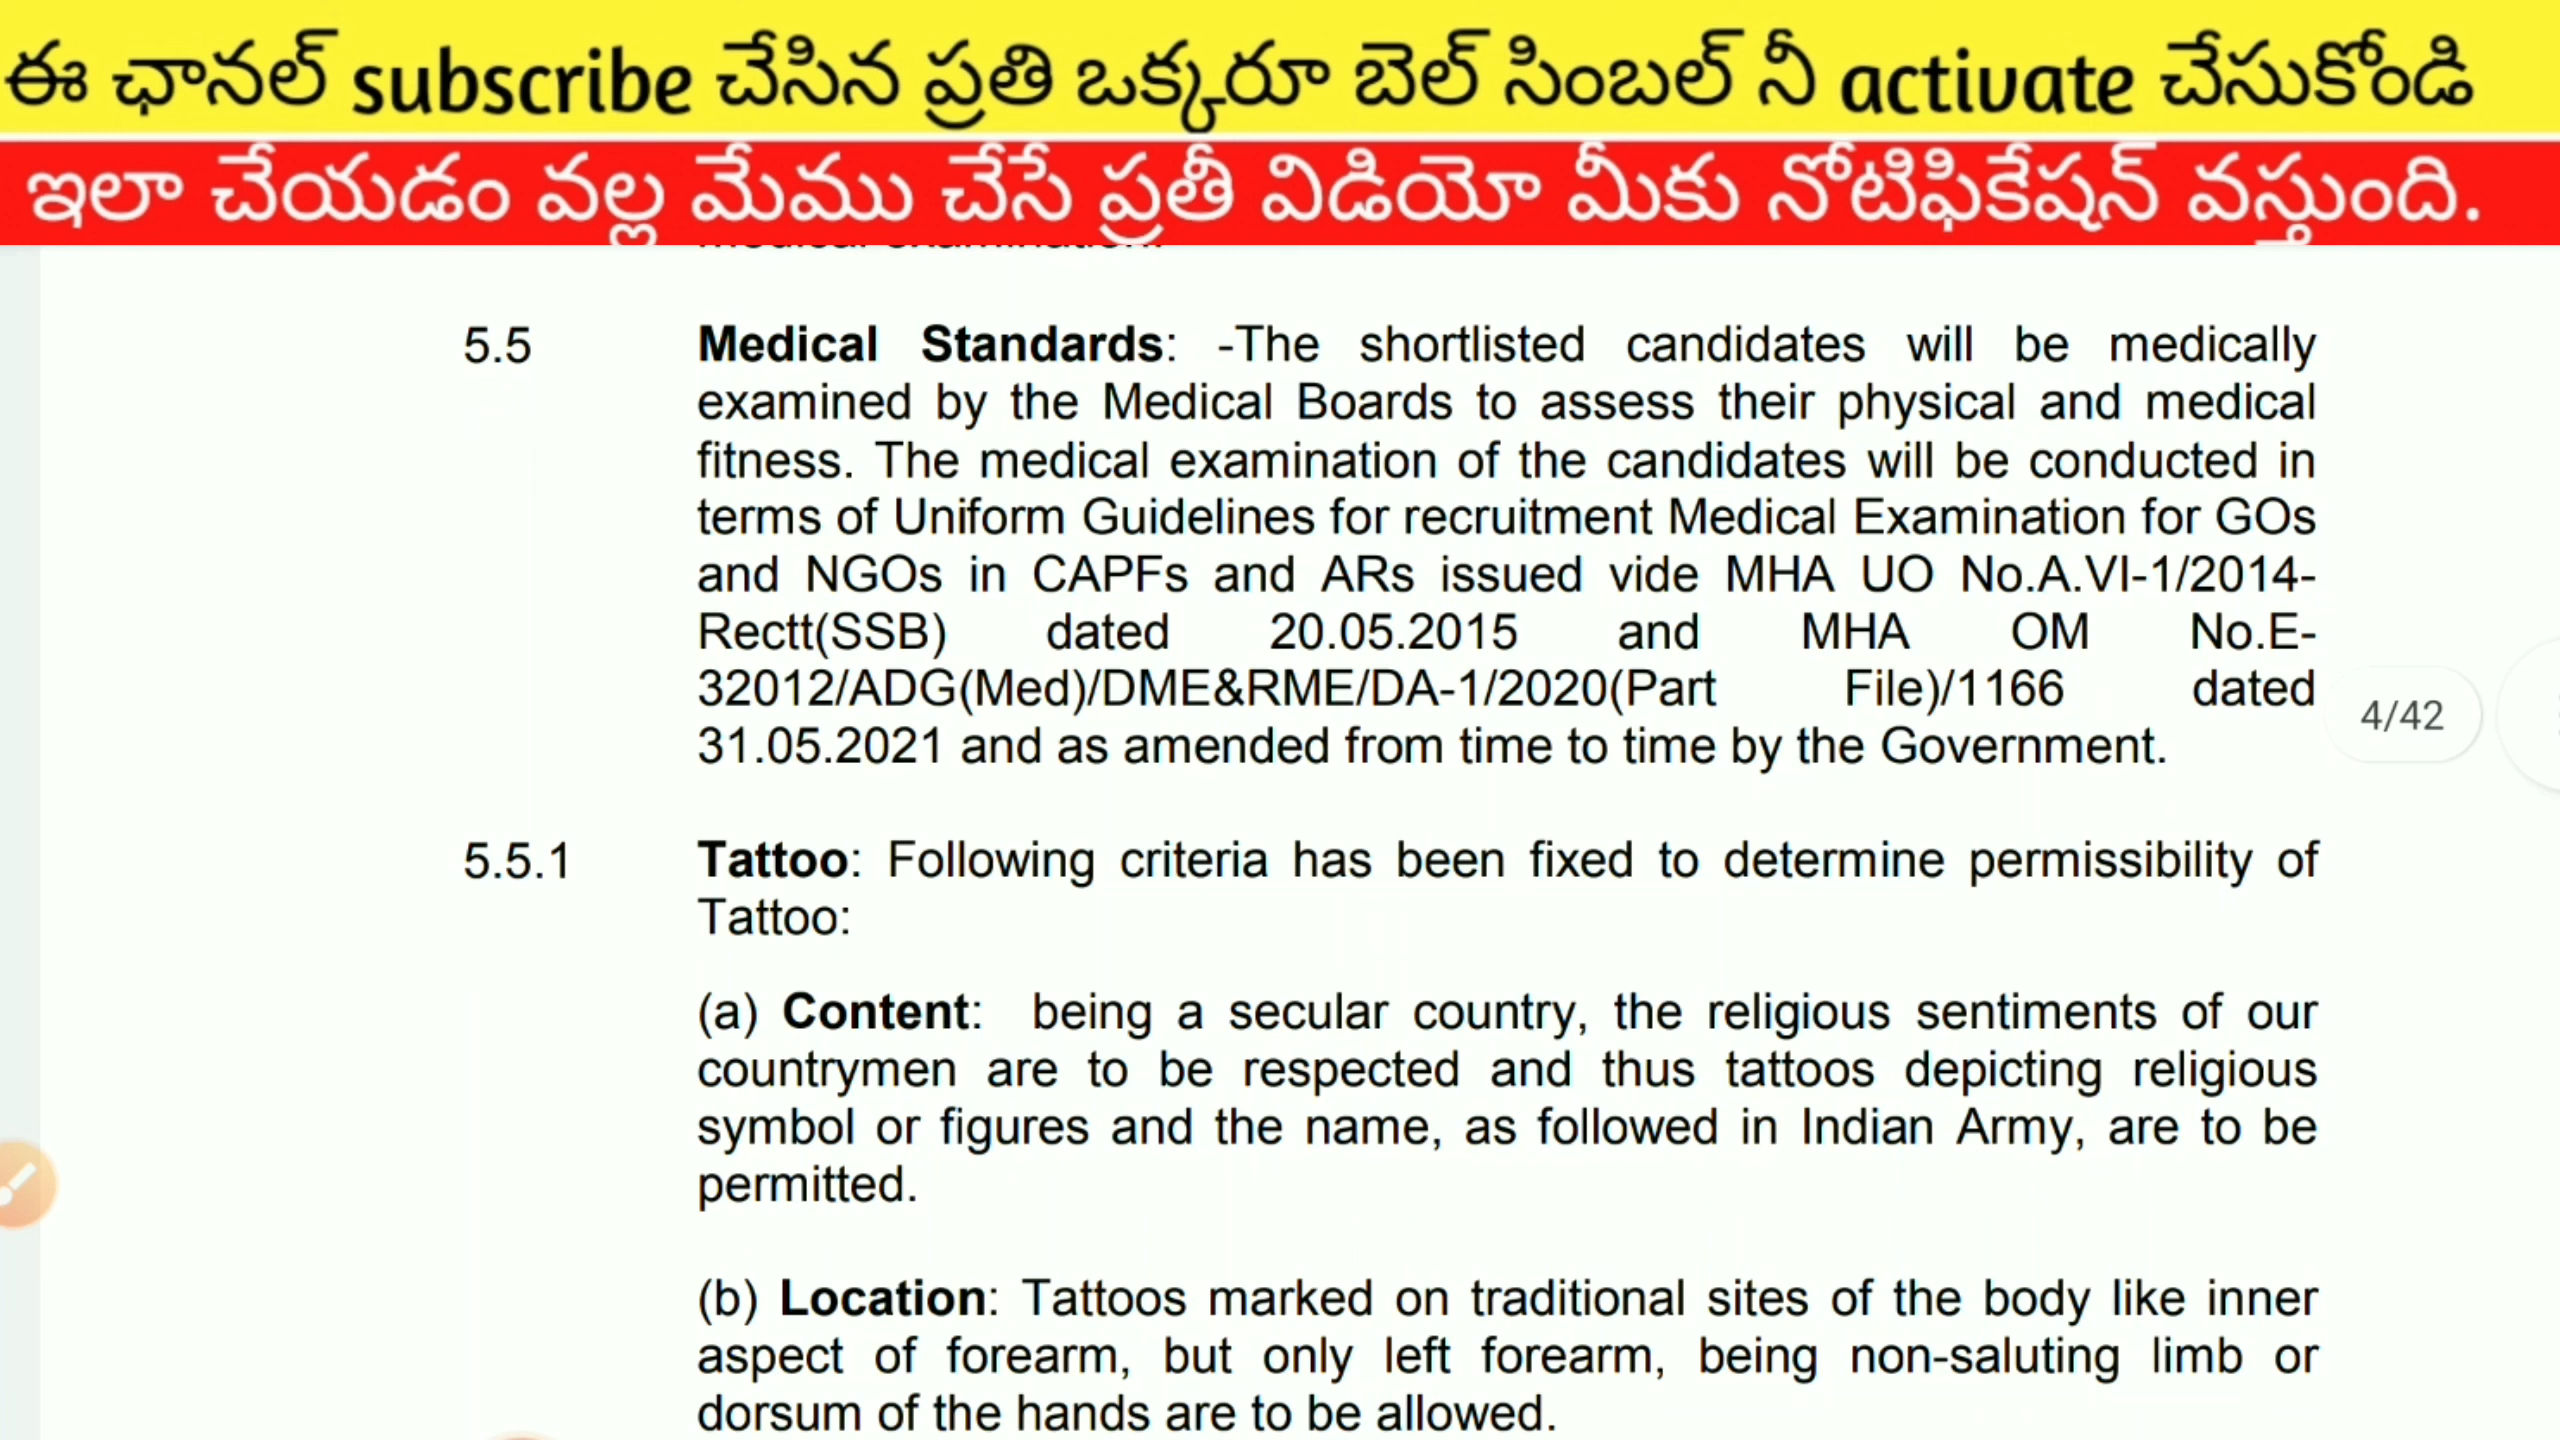 ఈ ఛానల్ subscribe చేసిన ప్రతి ఒక్కరూ బెల్ సింబల్ నీ activate చేసుకోండి
ఇలా చేయడం వల్ల మేము చేసే ప్రతీ విడియో మీకు నోటిఫికేషన్ వస్తుంది.
5.5 Medical Standards: -The shortlisted candidates will be medically
examined by the Medical Boards to assess their physical and medical
fitness. The medical examination of the candidates will be conducted in
terms of Uniform Guidelines for recruitment Medical Examination for GOs
and NGOs in CAPFs and ARs issued vide MHA UO No.A.VI-1/2014-
Rectt(SSB) dated 20.05.2015 and MHA OM No.E-
32012/ADG(Med)/DME&RME/DA-1/2020(Part File)/1166 dated
4/42
31.05.2021 and as amended from time to time by the Government.
5.5.1 Tattoo: Following criteria has been fixed to determine permissibility of
Tattoo:
(a) Content: being a secular country, the religious sentiments of our
countrymen are to be respected and thus tattoos depicting religious
symbol or figures and the name, as followed in Indian Army, are to be
permitted.
(b) Location: Tattoos marked on traditional sites of the body like inner
aspect of forearm, but only left forearm, being non-saluting limb or
dorsum of the hands are to be allowed.